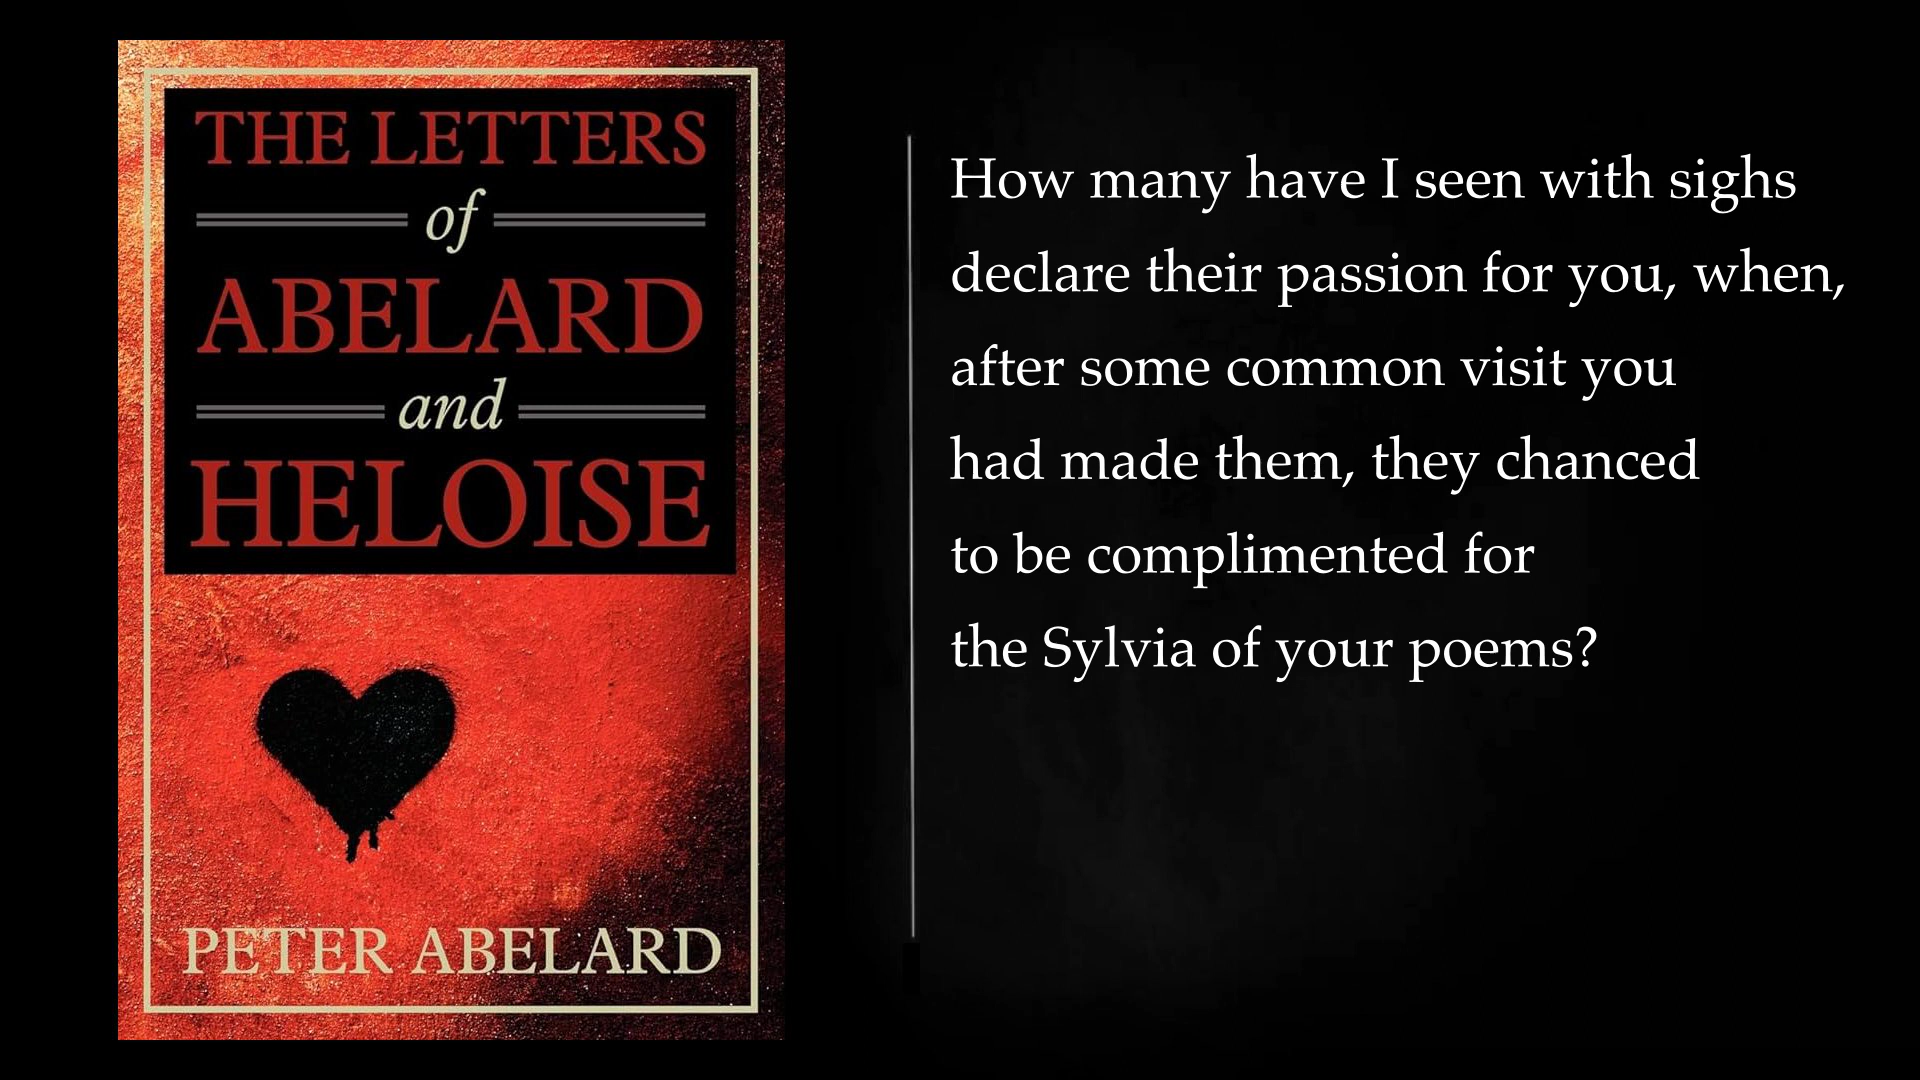 THE LETTERS
of
ABELARD
and
HELOISE
PETER ABELARD
How many have I seen with sighs
declare their passion for you, when,
after some common visit you
had made them, they chanced
to be complimented for
the Sylvia of your poems?